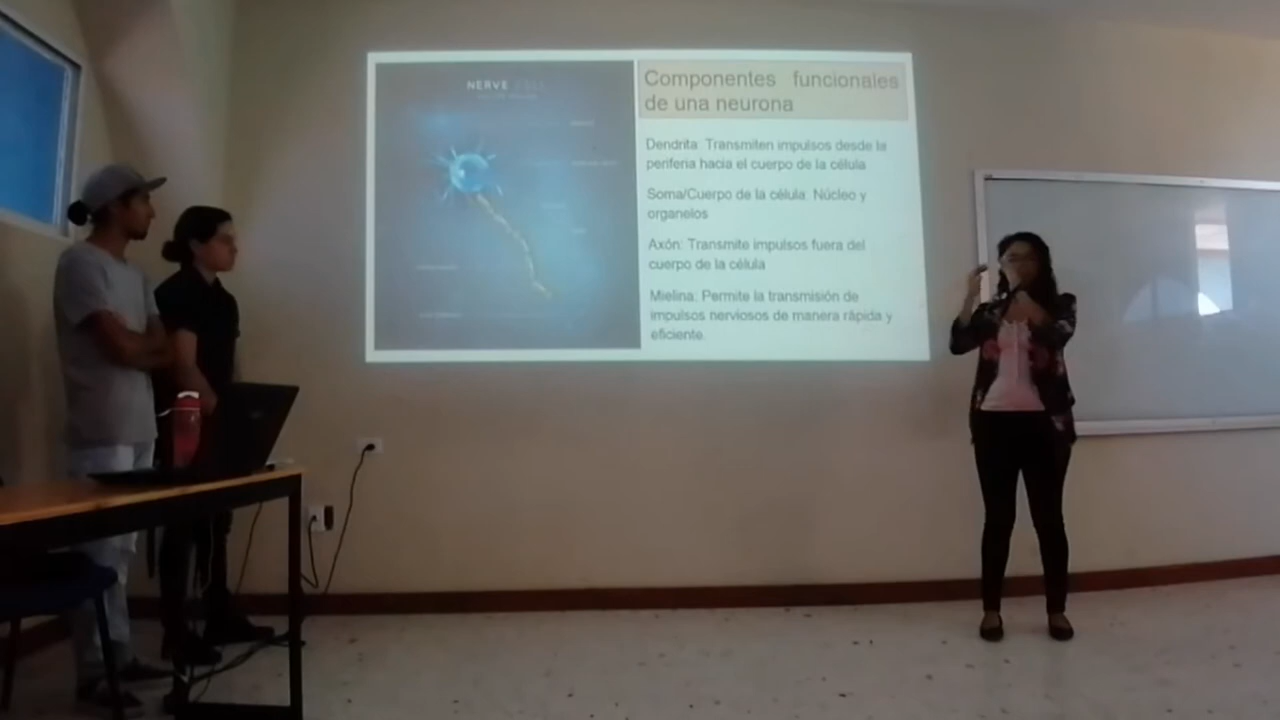 NERVE CELL
Componentes funcionales
de una neurona
Dendrita: Transmiten impulsos desde la
periferia hacia el cuerpo de la célula
Soma/Cuerpo de la célula: Núcleo y
organelos
Axón: Transmite impulsos fuera del
cuerpo de la célula
Mielina: Permite la transmisión de
impulsos nerviosos de manera rápida y
eficiente.